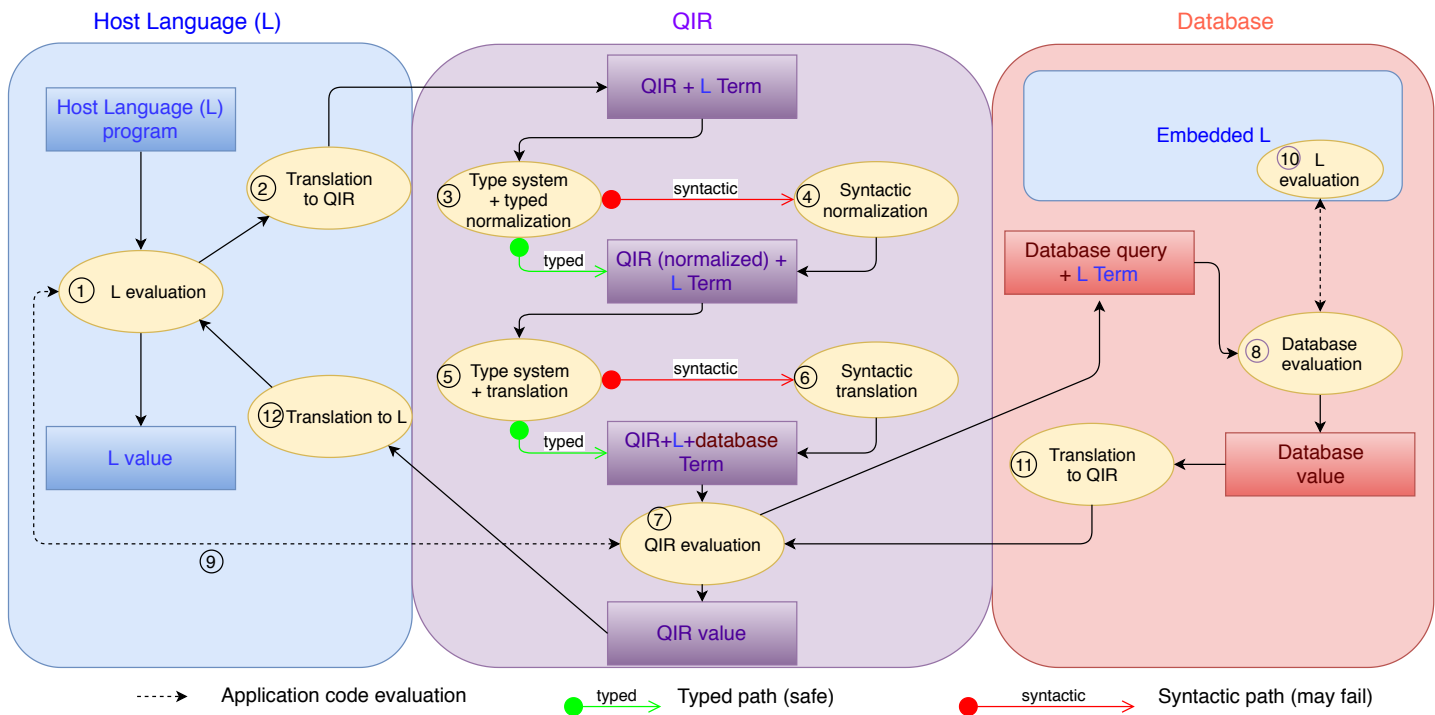 Host Language (L)
QIR
Database
Host Language (L)
program
2
Translation
to QIR
1
L evaluation
12
Translation to L
L value
9
QIR + L Term
3
Type system
+ typed
normalization
syntactic
4
Syntactic
normalization
typed
QIR (normalized) +
L Term
5
Type system
+ translation
syntactic
6
Syntactic
translation
typed
QIR+L+database
Term
7
QIR evaluation
QIR value
Embedded L
10
L
evaluation
Database query
+ L Term
8
Database
evaluation
11
Translation
to QIR
Database
value
Application code evaluation
typed
Typed path (safe)
syntactic
Syntactic path (may fail)